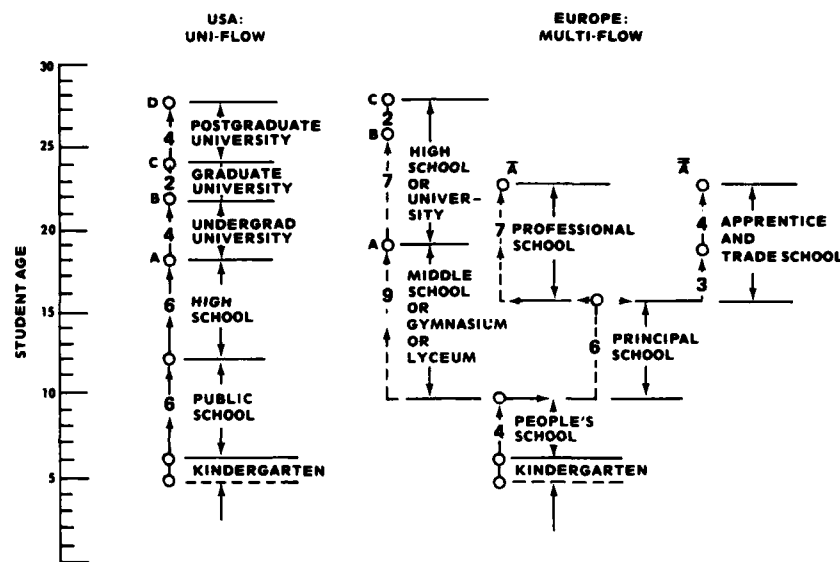 USA:
UNI-FLOW
EUROPE:
MULTI-FLOW
STUDENT AGE
30
25
20
15
10
5
D
4
POSTGRADUATE
UNIVERSITY
C
2
GRADUATE
UNIVERSITY
B
4
UNDERGRAD
UNIVERSITY
A
6
HIGH
SCHOOL
6
PUBLIC
SCHOOL
KINDERGARTEN
C
2
B
7
HIGH
SCHOOL
OR
UNIVER-
SITY
A
9
MIDDLE
SCHOOL
OR
GYMNASIUM
OR
LYCEUM
A̅
7
PROFESSIONAL
SCHOOL
A̿
4
3
APPRENTICE
AND
TRADE SCHOOL
6
PRINCIPAL
SCHOOL
4
PEOPLE'S
SCHOOL
KINDERGARTEN